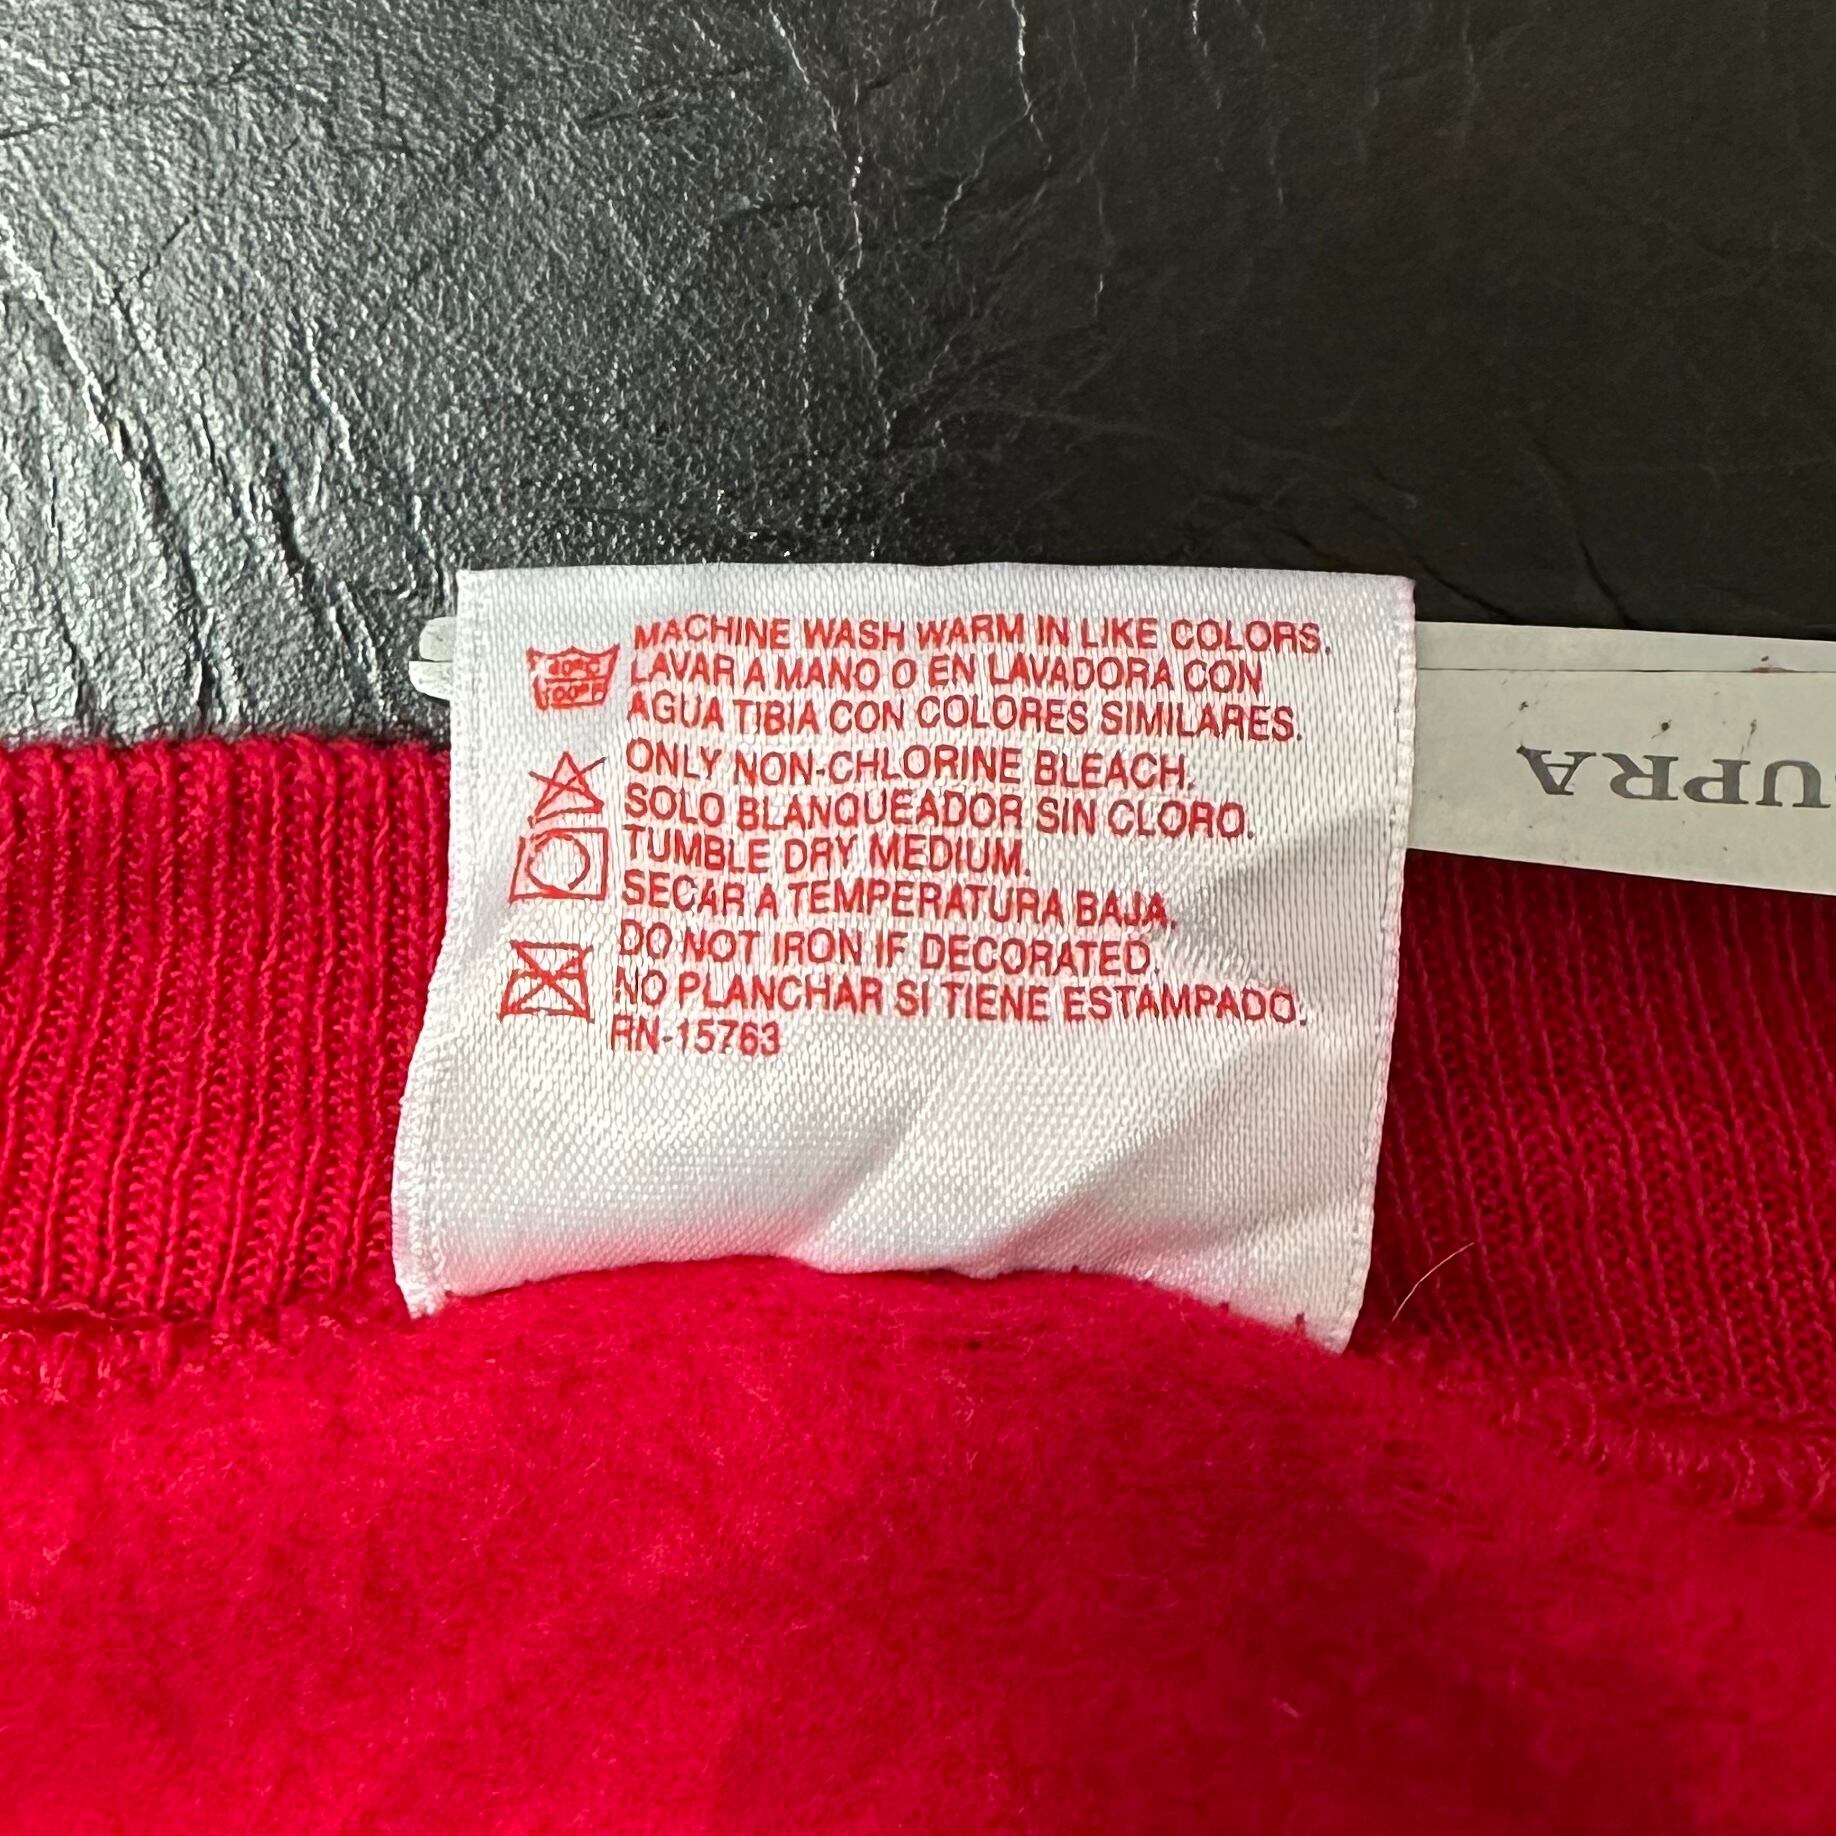 MACHINE WASH WARM IN LIKE COLORS.
LAVAR A MANO O EN LAVADORA CON
AGUA TIBIA CON COLORES SIMILARES.
40°C
100°F
ONLY NON-CHLORINE BLEACH.
SOLO BLANQUEADOR SIN CLORO.
TUMBLE DRY MEDIUM.
SECAR A TEMPERATURA BAJA.
DO NOT IRON IF DECORATED.
NO PLANCHAR SI TIENE ESTAMPADO.
RN-15763
UPRA